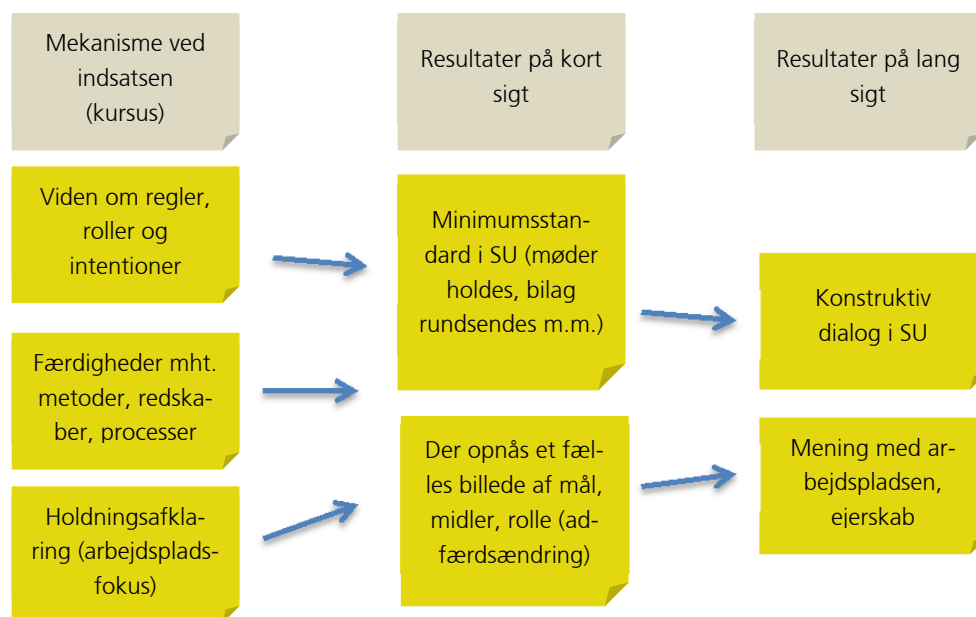 Mekanisme ved
indsatsen
(kursus)
Resultater på kort
sigt
Resultater på lang
sigt
Viden om regler,
roller og
intentioner
Minimumsstan-
dard i SU (møder
holdes, bilag
rundsendes m.m.)
Konstruktiv
dialog i SU
Færdigheder mht.
metoder, redska-
ber, processer
Der opnås et fæl-
les billede af mål,
midler, rolle (ad-
færdsændring)
Mening med ar-
bejdspladsen,
ejerskab
Holdningsafkla-
ring (arbejdsplads-
fokus)